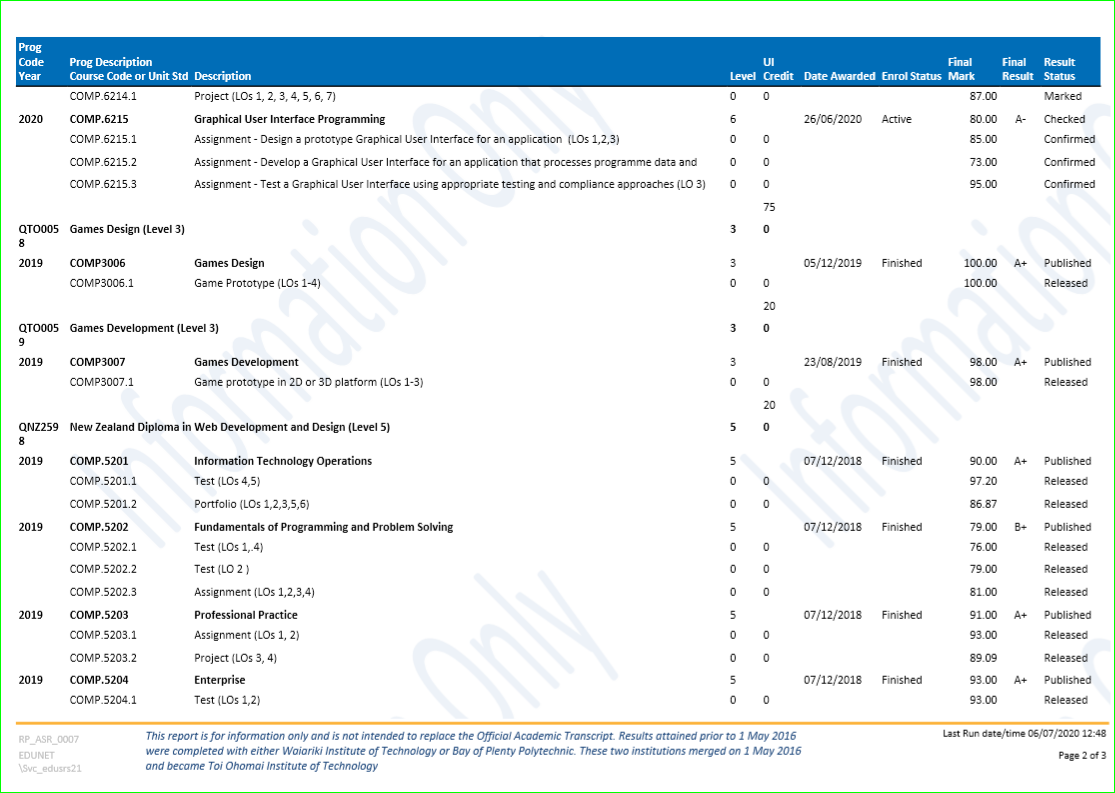 Prog Code Year Prog Description Course Code or Unit Std Description Level UI Credit Date Awarded Enrol Status Final Mark Final Result Result Status
COMP.6214.1 Project (LOs 1, 2, 3, 4, 5, 6, 7) 0 0 87.00 Marked
2020 COMP.6215 Graphical User Interface Programming 6 26/06/2020 Active 80.00 A- Checked
COMP.6215.1 Assignment - Design a prototype Graphical User Interface for an application (LOs 1,2,3) 0 0 85.00 Confirmed
COMP.6215.2 Assignment - Develop a Graphical User Interface for an application that processes programme data and 0 0 73.00 Confirmed
COMP.6215.3 Assignment - Test a Graphical User Interface using appropriate testing and compliance approaches (LO 3) 0 0 95.00 Confirmed
75
QTO0058 Games Design (Level 3) 3 0
2019 COMP3006 Games Design 3 05/12/2019 Finished 100.00 A+ Published
COMP3006.1 Game Prototype (LOs 1-4) 0 0 100.00 Released
20
QTO0059 Games Development (Level 3) 3 0
2019 COMP3007 Games Development 3 23/08/2019 Finished 98.00 A+ Published
COMP3007.1 Game prototype in 2D or 3D platform (LOs 1-3) 0 0 98.00 Released
20
QNZ2598 New Zealand Diploma in Web Development and Design (Level 5) 5 0
2019 COMP.5201 Information Technology Operations 5 07/12/2018 Finished 90.00 A+ Published
COMP.5201.1 Test (LOs 4,5) 0 0 97.20 Released
COMP.5201.2 Portfolio (LOs 1,2,3,5,6) 0 0 86.87 Released
2019 COMP.5202 Fundamentals of Programming and Problem Solving 5 07/12/2018 Finished 79.00 B+ Published
COMP.5202.1 Test (LOs 1,.4) 0 0 76.00 Released
COMP.5202.2 Test (LO 2 ) 0 0 79.00 Released
COMP.5202.3 Assignment (LOs 1,2,3,4) 0 0 81.00 Released
2019 COMP.5203 Professional Practice 5 07/12/2018 Finished 91.00 A+ Published
COMP.5203.1 Assignment (LOs 1, 2) 0 0 93.00 Released
COMP.5203.2 Project (LOs 3, 4) 0 0 89.09 Released
2019 COMP.5204 Enterprise 5 07/12/2018 Finished 93.00 A+ Published
COMP.5204.1 Test (LOs 1,2) 0 0 93.00 Released
Information Only
Information Only
RP_ASR_0007
EDUNET
\Svc_edusrs21
This report is for information only and is not intended to replace the Official Academic Transcript. Results attained prior to 1 May 2016
were completed with either Waiariki Institute of Technology or Bay of Plenty Polytechnic. These two institutions merged on 1 May 2016
and became Toi Ohomai Institute of Technology
Last Run date/time 06/07/2020 12:48
Page 2 of 3